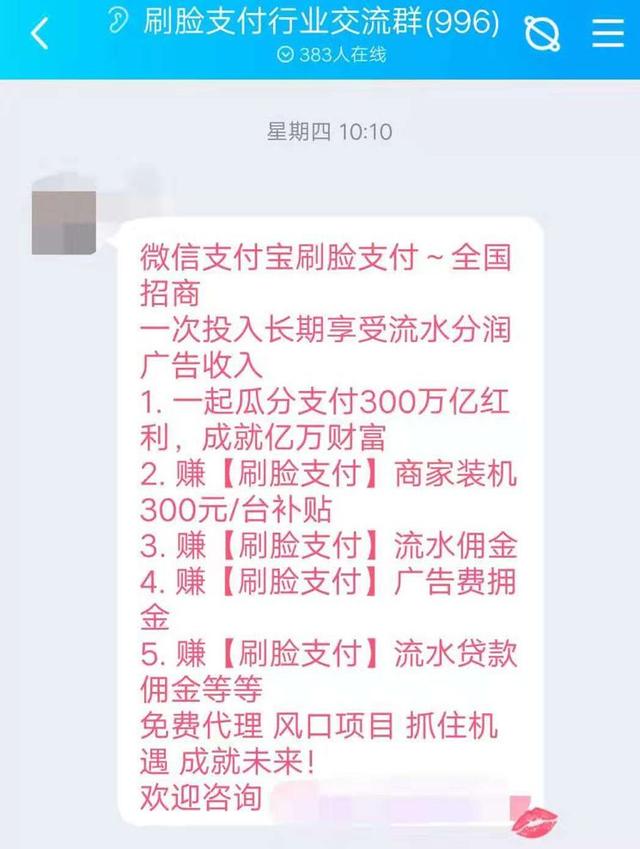 刷脸支付行业交流群(996)
383人在线
星期四 10:10
微信支付宝刷脸支付～全国
招商
一次投入长期享受流水分润
广告收入
1. 一起瓜分支付300万亿红
利，成就亿万财富
2. 赚【刷脸支付】商家装机
300元/台补贴
3. 赚【刷脸支付】流水佣金
4. 赚【刷脸支付】广告费拥
金
5. 赚【刷脸支付】流水贷款
佣金等等
免费代理 风口项目 抓住机
遇 成就未来！
欢迎咨询